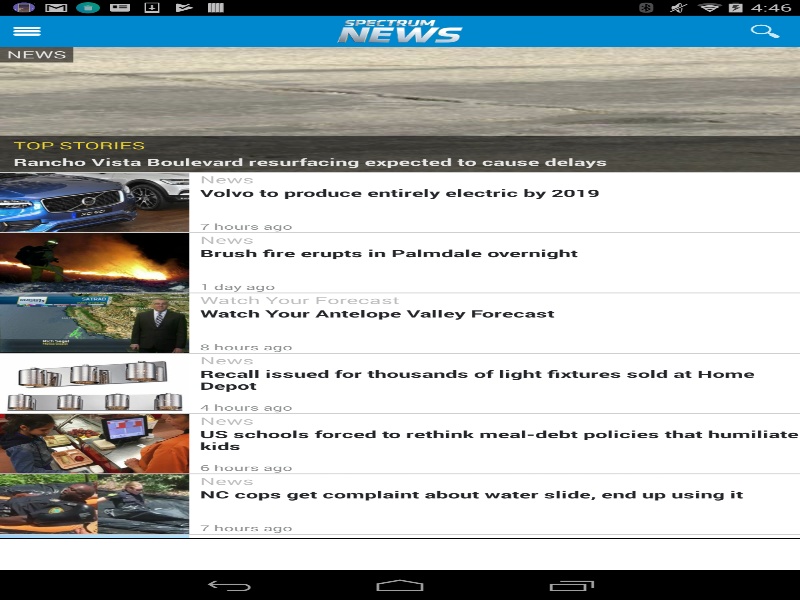 4:46
SPECTRUM
NEWS
NEWS
TOP STORIES
Rancho Vista Boulevard resurfacing expected to cause delays
News
Volvo to produce entirely electric by 2019
7 hours ago
News
Brush fire erupts in Palmdale overnight
1 day ago
Watch Your Forecast
Watch Your Antelope Valley Forecast
8 hours ago
News
Recall issued for thousands of light fixtures sold at Home
Depot
4 hours ago
News
US schools forced to rethink meal-debt policies that humiliate
kids
6 hours ago
News
NC cops get complaint about water slide, end up using it
7 hours ago